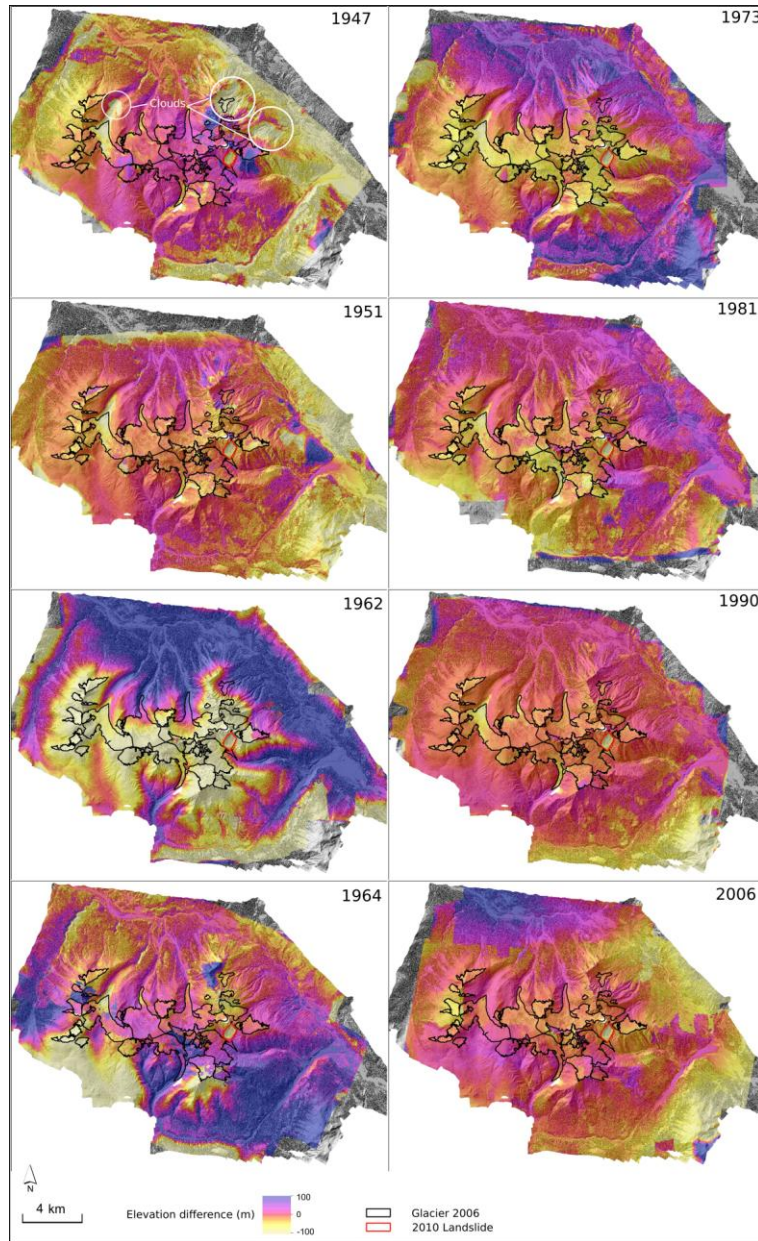 1947
1973
Clouds
1951
1981
1962
1990
1964
2006
N
4 km
Elevation difference (m)
100
0
-100
Glacier 2006
2010 Landslide